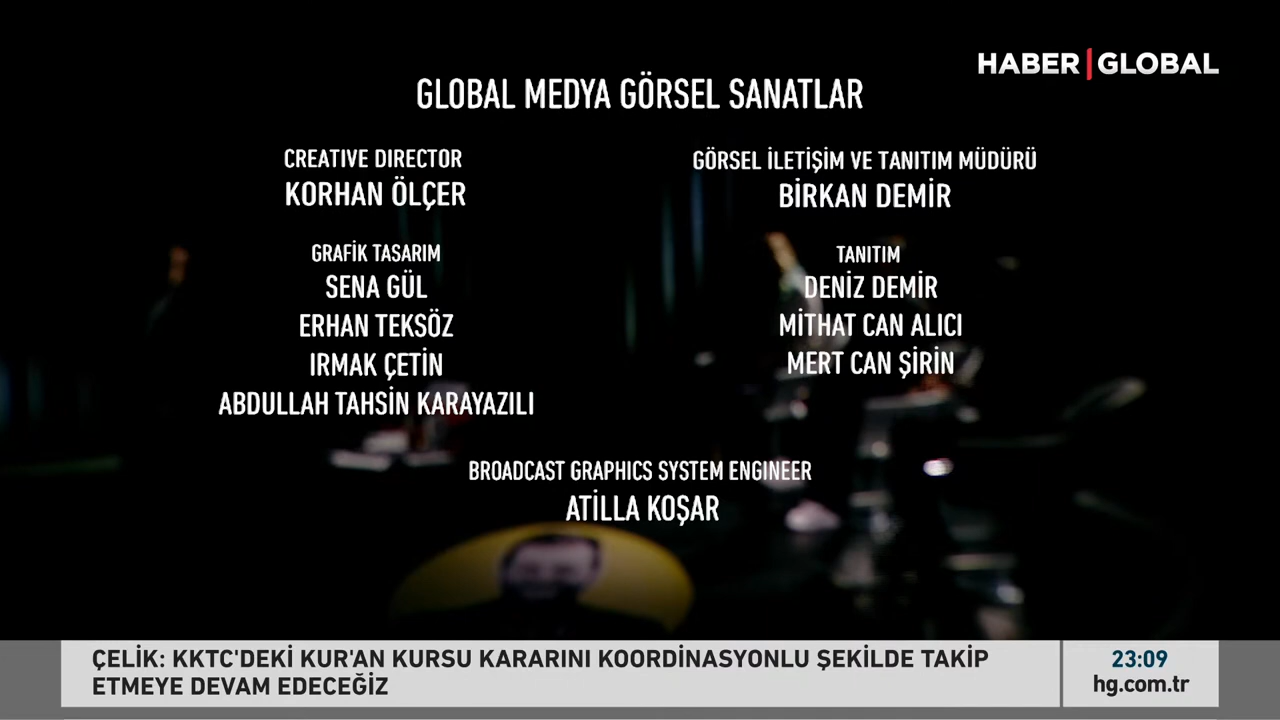 HABER|GLOBAL
GLOBAL MEDYA GÖRSEL SANATLAR
CREATIVE DIRECTOR
KORHAN ÖLÇER
GÖRSEL İLETİŞİM VE TANITIM MÜDÜRÜ
BİRKAN DEMİR
GRAFİK TASARIM
SENA GÜL
ERHAN TEKSÖZ
IRMAK ÇETİN
ABDULLAH TAHSİN KARAYAZILI
TANITIM
DENİZ DEMİR
MİTHAT CAN ALICI
MERT CAN ŞİRİN
BROADCAST GRAPHICS SYSTEM ENGINEER
ATİLLA KOŞAR
ÇELİK: KKTC'DEKİ KUR'AN KURSU KARARINI KOORDİNASYONLU ŞEKİLDE TAKİP
ETMEYE DEVAM EDECEĞİZ
23:09
hg.com.tr